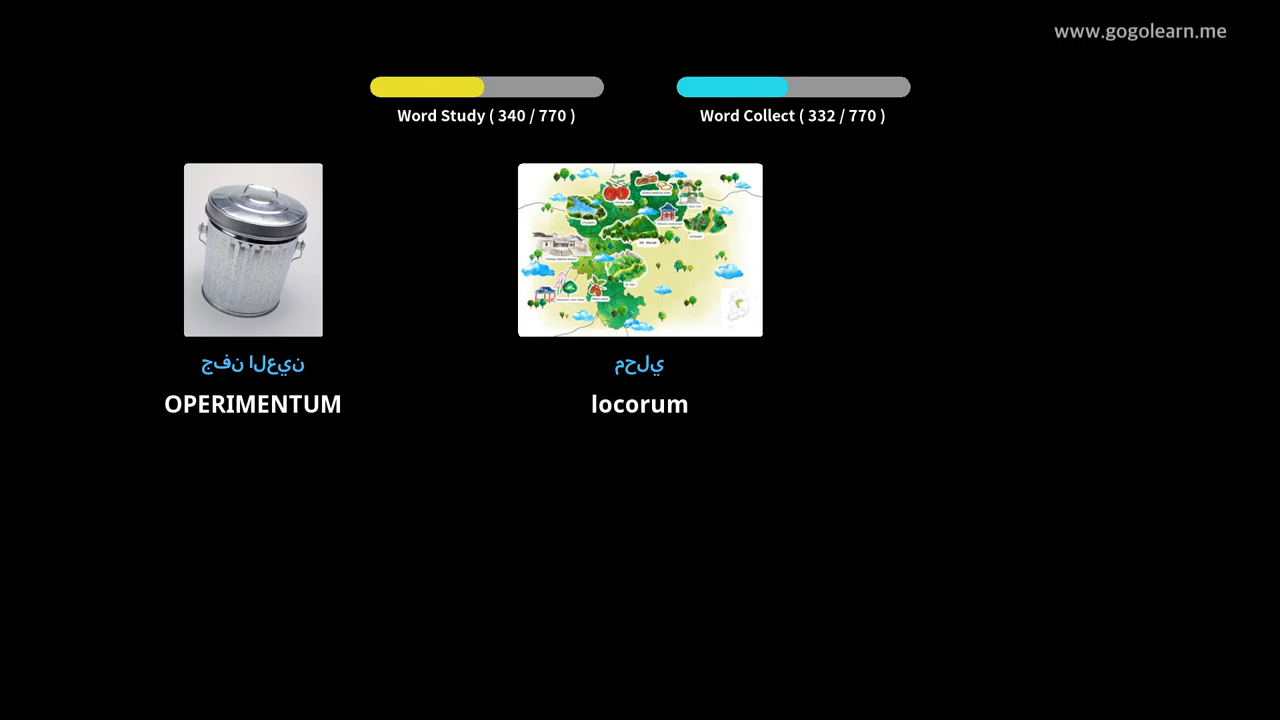 www.gogolearn.me
Word Study ( 340 / 770 )
Word Collect ( 332 / 770 )
جفن العين
OPERIMENTUM
محلي
locorum